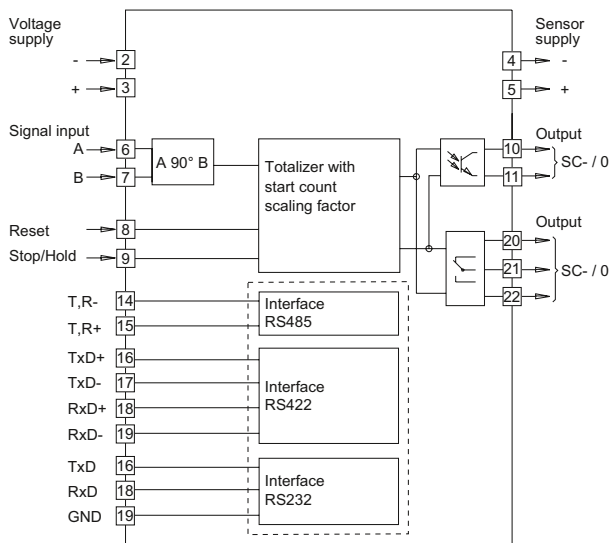 Voltage
supply
- 2
+ 3
Sensor
supply
4 -
5 +
Signal input
A 6
B 7
A 90° B
Totalizer with
start count
scaling factor
Reset 8
Stop/Hold 9
10 Output
11 SC- / 0
Output
20
21 SC- / 0
22
T,R- 14
T,R+ 15
Interface
RS485
TxD+ 16
TxD- 17
RxD+ 18
RxD- 19
Interface
RS422
TxD 16
RxD 18
GND 19
Interface
RS232